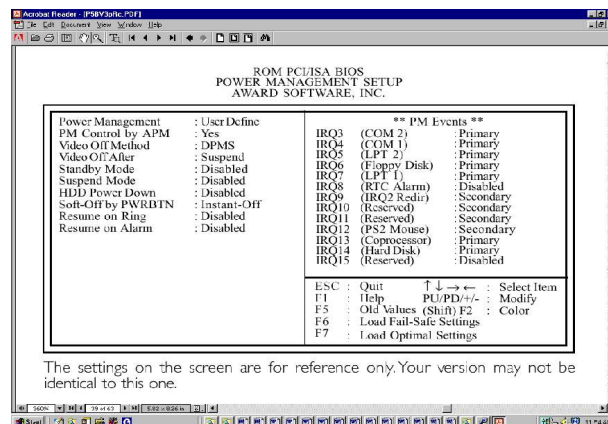 Acrobat Reader - [P5BV3pRc.PDF]
File Edit Document View Window Help
ROM PCI/ISA BIOS
POWER MANAGEMENT SETUP
AWARD SOFTWARE, INC.
Power Management : User Define
PM Control by APM : Yes
Video Off Method : DPMS
Video Off After : Suspend
Standby Mode : Disabled
Suspend Mode : Disabled
HDD Power Down : Disabled
Soft-Off by PWRBTN : Instant-Off
Resume on Ring : Disabled
Resume on Alarm : Disabled
** PM Events **
IRQ3 (COM 2) : Primary
IRQ4 (COM 1) : Primary
IRQ5 (LPT 2) : Primary
IRQ6 (Floppy Disk) : Primary
IRQ7 (LPT 1) : Primary
IRQ8 (RTC Alarm) : Disabled
IRQ9 (IRQ2 Redir) : Secondary
IRQ10 (Reserved) : Secondary
IRQ11 (Reserved) : Secondary
IRQ12 (PS2 Mouse) : Secondary
IRQ13 (Coprocessor) : Primary
IRQ14 (Hard Disk) : Primary
IRQ15 (Reserved) : Disabled
ESC : Quit ↑↓→← : Select Item
F1 : Help PU/PD/+/- : Modify
F5 : Old Values (Shift) F2 : Color
F6 : Load Fail-Safe Settings
F7 : Load Optimal Settings
The settings on the screen are for reference only. Your version may not be
identical to this one.
360% 39 of 63 5.82 x 8.26 in
Start